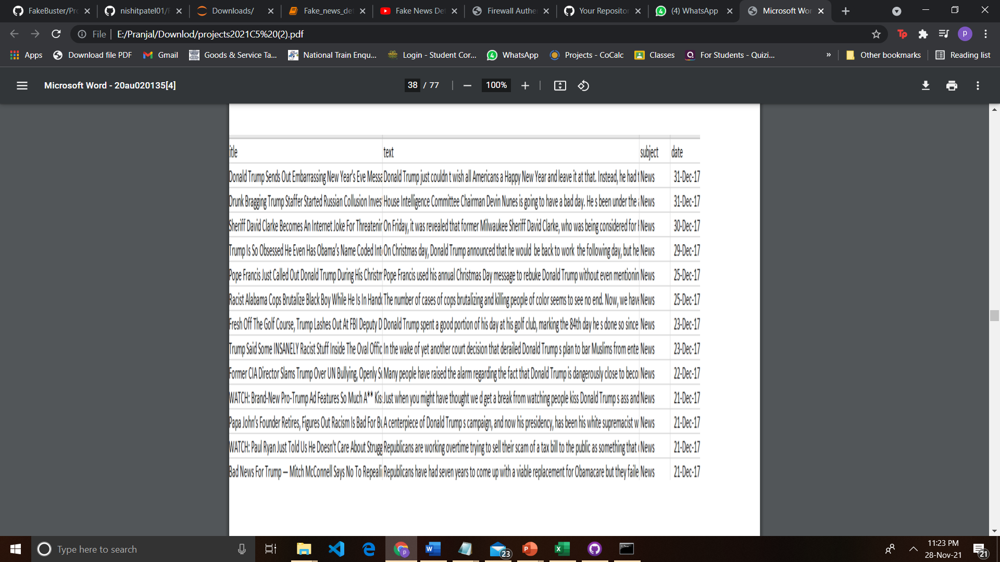 FakeBuster/Pro nishitpatel01/F Downloads/ Fake_news_det Fake News Det Firewall Authen Your Repositor (4) WhatsApp Microsoft Wor
File E:/Pranjal/Downlod/projects2021C5%20(2).pdf Tp P
Apps Download file PDF Gmail Goods & Service Ta... National Train Enqu... Login - Student Cor... WhatsApp Projects - CoCalc Classes For Students - Quizi... » Other bookmarks Reading list
Microsoft Word - 20au020135[4] 38 / 77 100%
title text subject date
Donald Trump Sends Out Embarrassing New Year's Eve Messa Donald Trump just couldn t wish all Americans a Happy New Year and leave it at that. Instead, he had t News 31-Dec-17
Drunk Bragging Trump Staffer Started Russian Collusion Inves House Intelligence Committee Chairman Devin Nunes is going to have a bad day. He s been under the a News 31-Dec-17
Sheriff David Clarke Becomes An Internet Joke For Threatenin On Friday, it was revealed that former Milwaukee Sheriff David Clarke, who was being considered for News 30-Dec-17
Trump Is So Obsessed He Even Has Obama's Name Coded Int On Christmas day, Donald Trump announced that he would be back to work the following day, but he News 29-Dec-17
Pope Francis Just Called Out Donald Trump During His Christm Pope Francis used his annual Christmas Day message to rebuke Donald Trump without even mentionin News 25-Dec-17
Racist Alabama Cops Brutalize Black Boy While He Is In Handc The number of cases of cops brutalizing and killing people of color seems to see no end. Now, we have News 25-Dec-17
Fresh Off The Golf Course, Trump Lashes Out At FBI Deputy D Donald Trump spent a good portion of his day at his golf club, marking the 84th day he s done so since News 23-Dec-17
Trump Said Some INSANELY Racist Stuff Inside The Oval Offic In the wake of yet another court decision that derailed Donald Trump s plan to bar Muslims from ente News 23-Dec-17
Former CIA Director Slams Trump Over UN Bullying, Openly Su Many people have raised the alarm regarding the fact that Donald Trump is dangerously close to beco News 22-Dec-17
WATCH: Brand-New Pro-Trump Ad Features So Much A** Kis Just when you might have thought we d get a break from watching people kiss Donald Trump s ass and News 21-Dec-17
Papa John's Founder Retires, Figures Out Racism Is Bad For Bu A centerpiece of Donald Trump s campaign, and now his presidency, has been his white supremacist w News 21-Dec-17
WATCH: Paul Ryan Just Told Us He Doesn't Care About Strugg Republicans are working overtime trying to sell their scam of a tax bill to the public as something that News 21-Dec-17
Bad News For Trump — Mitch McConnell Says No To Repeali Republicans have had seven years to come up with a viable replacement for Obamacare but they faile News 21-Dec-17
Type here to search 23 11:23 PM 21
28-Nov-21